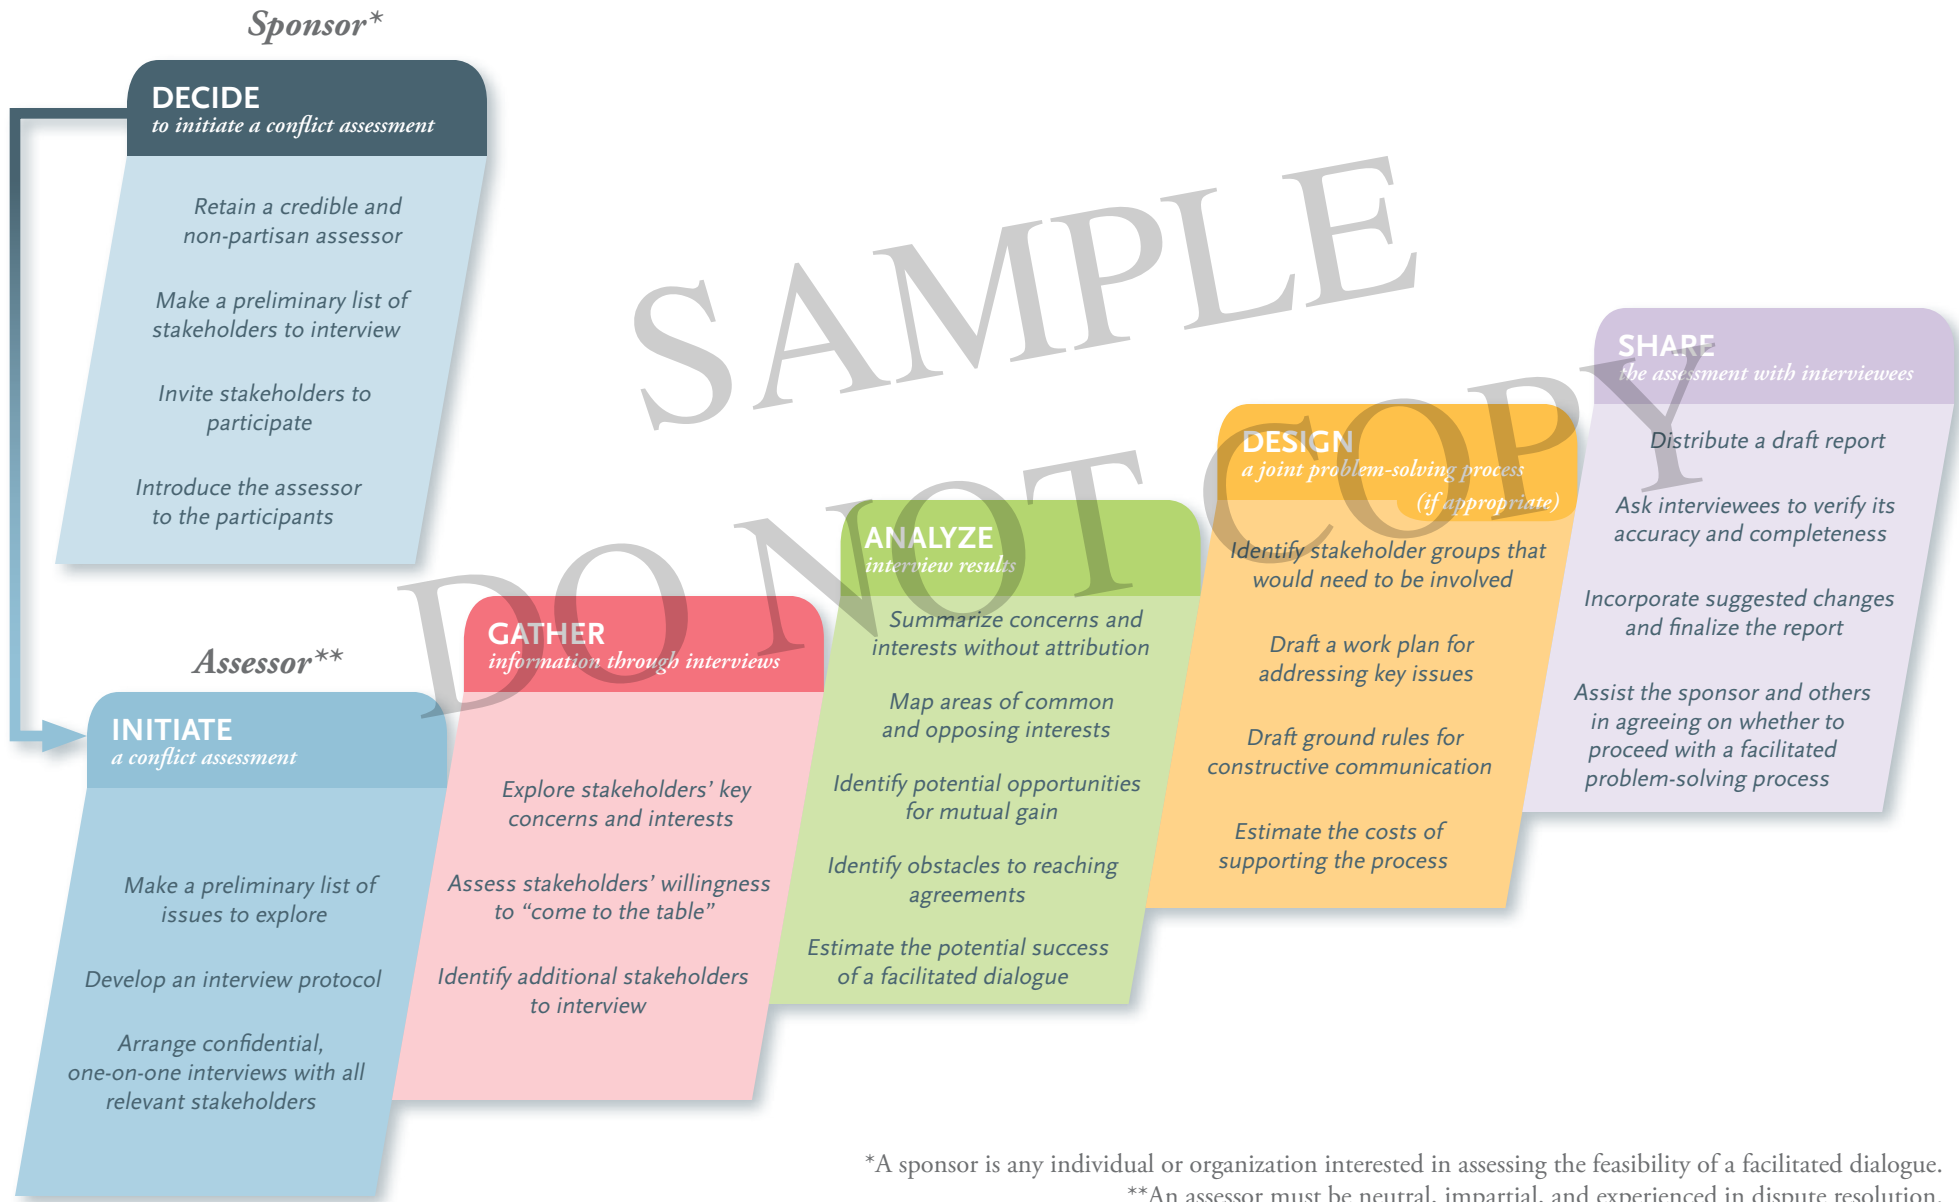 Sponsor*
DECIDE
to initiate a conflict assessment
Retain a credible and
non-partisan assessor
Make a preliminary list of
stakeholders to interview
Invite stakeholders to
participate
Introduce the assessor
to the participants
Assessor**
INITIATE
a conflict assessment
Make a preliminary list of
issues to explore
Develop an interview protocol
Arrange confidential,
one-on-one interviews with all
relevant stakeholders
GATHER
information through interviews
Explore stakeholders’ key
concerns and interests
Assess stakeholders’ willingness
to “come to the table”
Identify additional stakeholders
to interview
ANALYZE
interview results
Summarize concerns and
interests without attribution
Map areas of common
and opposing interests
Identify potential opportunities
for mutual gain
Identify obstacles to reaching
agreements
Estimate the potential success
of a facilitated dialogue
DESIGN
a joint problem-solving process
(if appropriate)
Identify stakeholder groups that
would need to be involved
Draft a work plan for
addressing key issues
Draft ground rules for
constructive communication
Estimate the costs of
supporting the process
SHARE
the assessment with interviewees
Distribute a draft report
Ask interviewees to verify its
accuracy and completeness
Incorporate suggested changes
and finalize the report
Assist the sponsor and others
in agreeing on whether to
proceed with a facilitated
problem-solving process
SAMPLE
DO NOT COPY
*A sponsor is any individual or organization interested in assessing the feasibility of a facilitated dialogue.
**An assessor must be neutral, impartial, and experienced in dispute resolution.